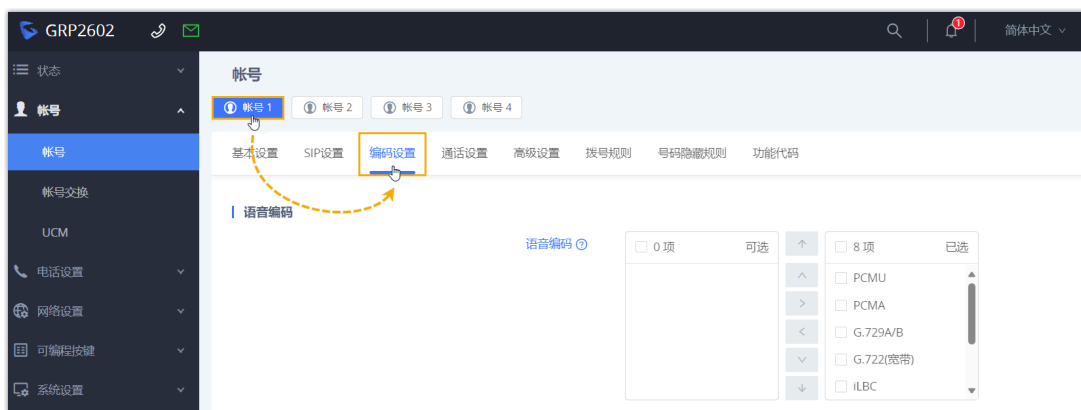 GRP2602
1
简体中文
状态
帐号
帐号
帐号交换
UCM
电话设置
网络设置
可编程按键
系统设置
帐号
帐号 1 帐号 2 帐号 3 帐号 4
基本设置 SIP设置 编码设置 通话设置 高级设置 拨号规则 号码隐藏规则 功能代码
语音编码
语音编码
0 项 可选
8 项 已选
PCMU
PCMA
G.729A/B
G.722(宽带)
iLBC